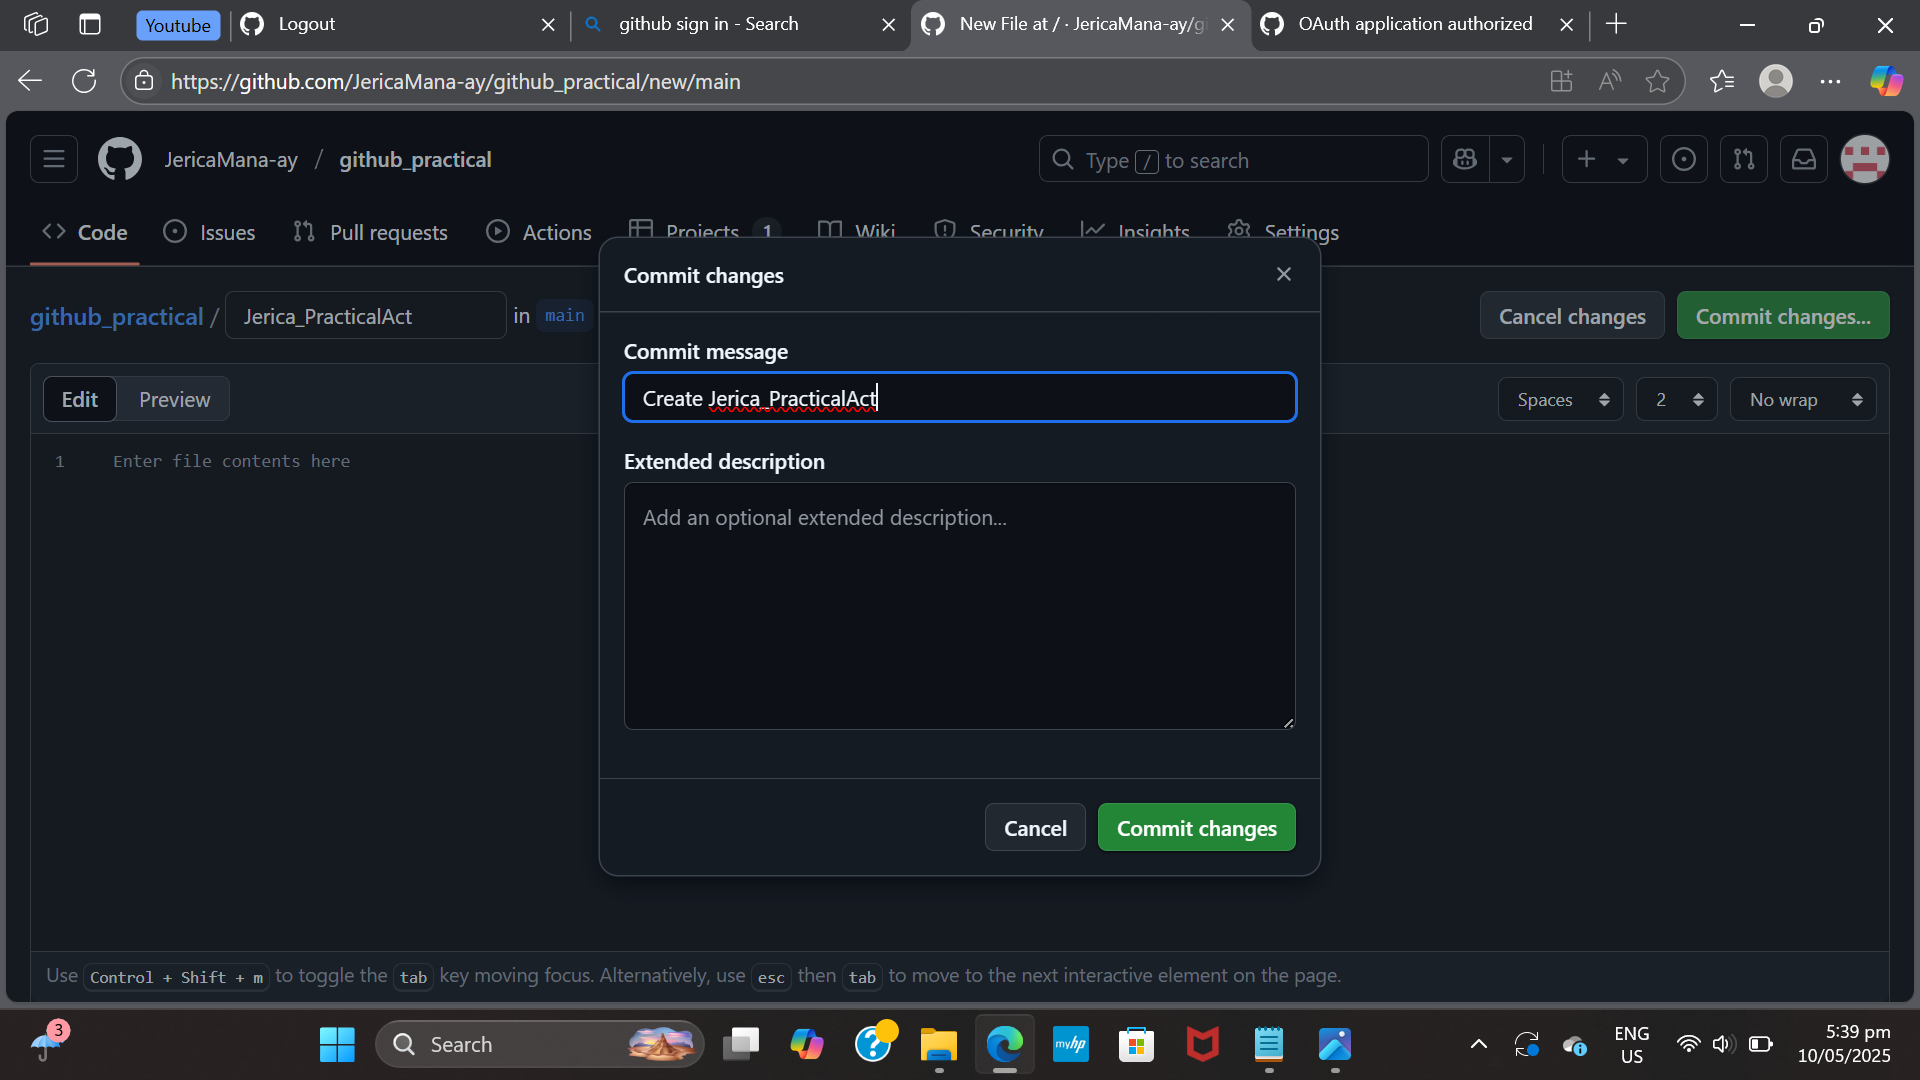 Youtube
Logout
github sign in - Search
New File at / · JericaMana-ay/gi
OAuth application authorized
https://github.com/JericaMana-ay/github_practical/new/main
JericaMana-ay / github_practical
Type / to search
Code
Issues
Pull requests
Actions
Projects 1
Wiki
Security
Insights
Settings
github_practical / Jerica_PracticalAct in main
Cancel changes
Commit changes...
Edit
Preview
Spaces
2
No wrap
1 Enter file contents here
Commit changes
Commit message
Create Jerica_PracticalAct
Extended description
Add an optional extended description...
Cancel
Commit changes
Use Control + Shift + m to toggle the tab key moving focus. Alternatively, use esc then tab to move to the next interactive element on the page.
3
Search
myhp
ENG
US
5:39 pm
10/05/2025